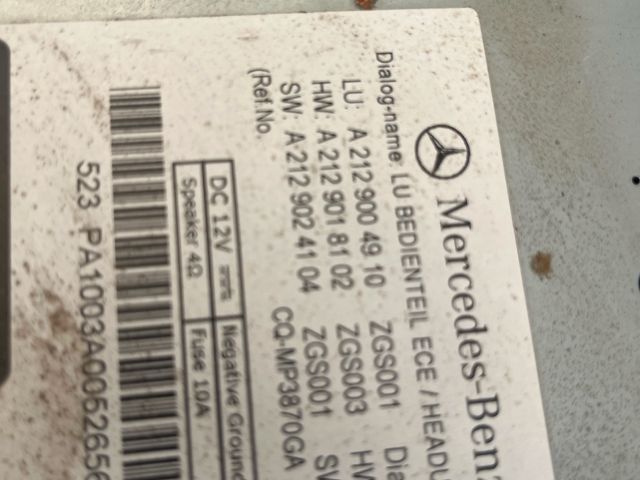 Mercedes-Benz
Dialog-name: LU BEDIENTEIL ECE / HEADU
LU: A 212 900 49 10 ZGS001 Dia
HW: A 212 901 81 02 ZGS003 HW
SW: A 212 902 41 04 ZGS001 SW
(Ref.No. CQ-MP3870GA
DC 12V Negative Ground
Speaker 4Ω Fuse 10A
523 PA1003A0052656